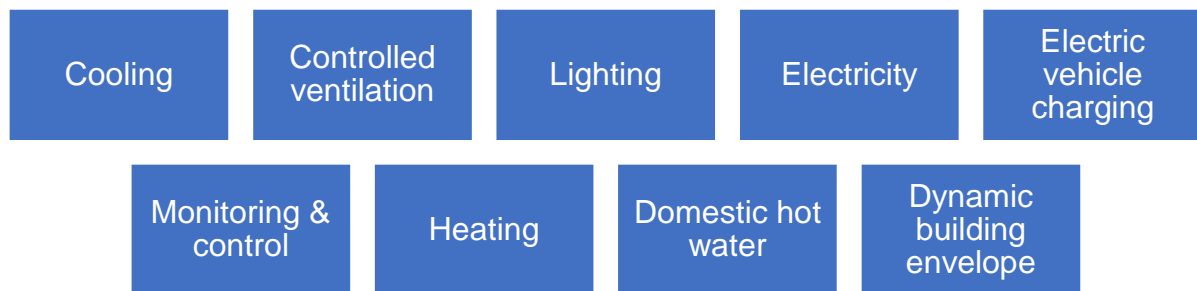 Cooling
Controlled
ventilation
Lighting
Electricity
Electric
vehicle
charging
Monitoring &
control
Heating
Domestic hot
water
Dynamic
building
envelope